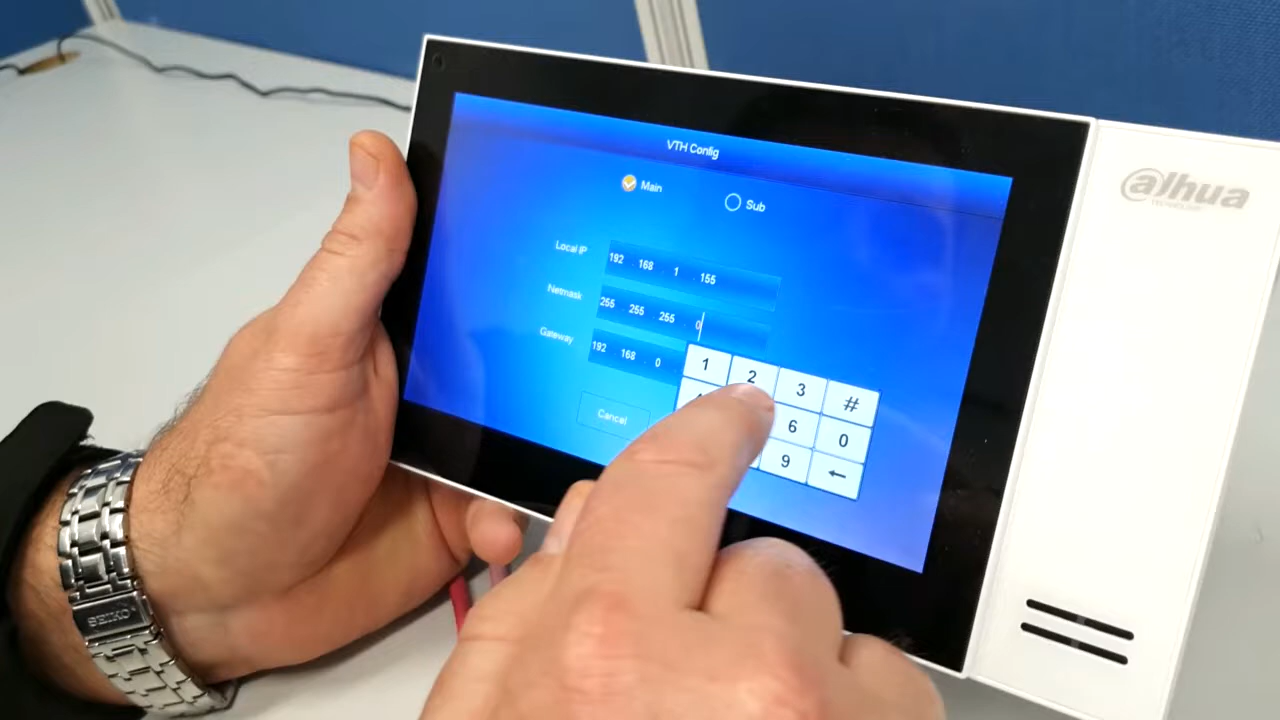 VTH Config
Main
Sub
Local IP 192 . 168 . 1 . 155
Netmask 255 . 255 . 255 . 0
Gateway 192 . 168 . 0
1 2 3 #
6 0
9 ←
Cancel
alhua
TECHNOLOGY
SEIKO